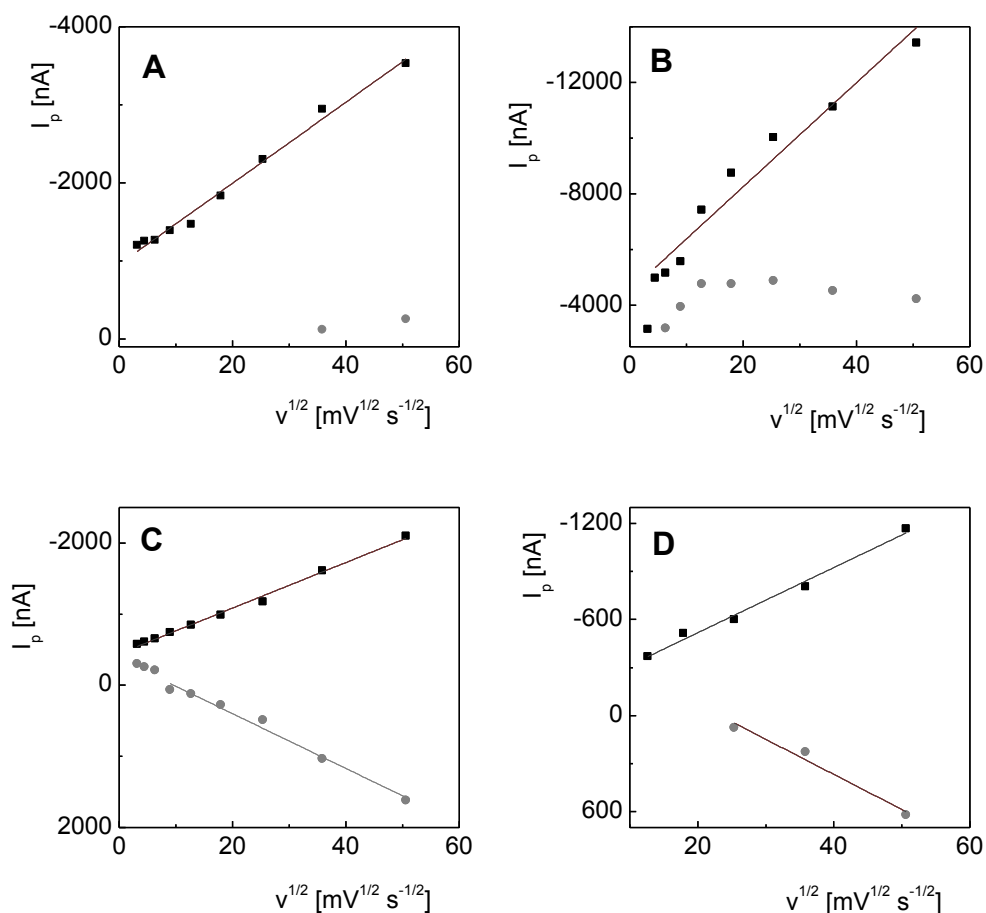 A
I_p [nA]
-4000
-2000
0
0 20 40 60
v^{1/2} [mV^{1/2} s^{-1/2}]
B
I_p [nA]
-12000
-8000
-4000
0 20 40 60
v^{1/2} [mV^{1/2} s^{-1/2}]
C
I_p [nA]
-2000
0
2000
0 20 40 60
v^{1/2} [mV^{1/2} s^{-1/2}]
D
I_p [nA]
-1200
-600
0
600
20 40 60
v^{1/2} [mV^{1/2} s^{-1/2}]